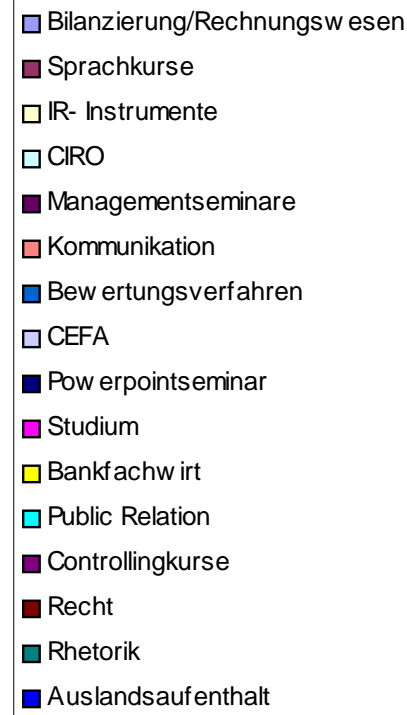 Bilanzierung/Rechnungswesen
Sprachkurse
IR- Instrumente
CIRO
Managementseminare
Kommunikation
Bewertungsverfahren
CEFA
Powerpointseminar
Studium
Bankfachwirt
Public Relation
Controllingkurse
Recht
Rhetorik
Auslandsaufenthalt